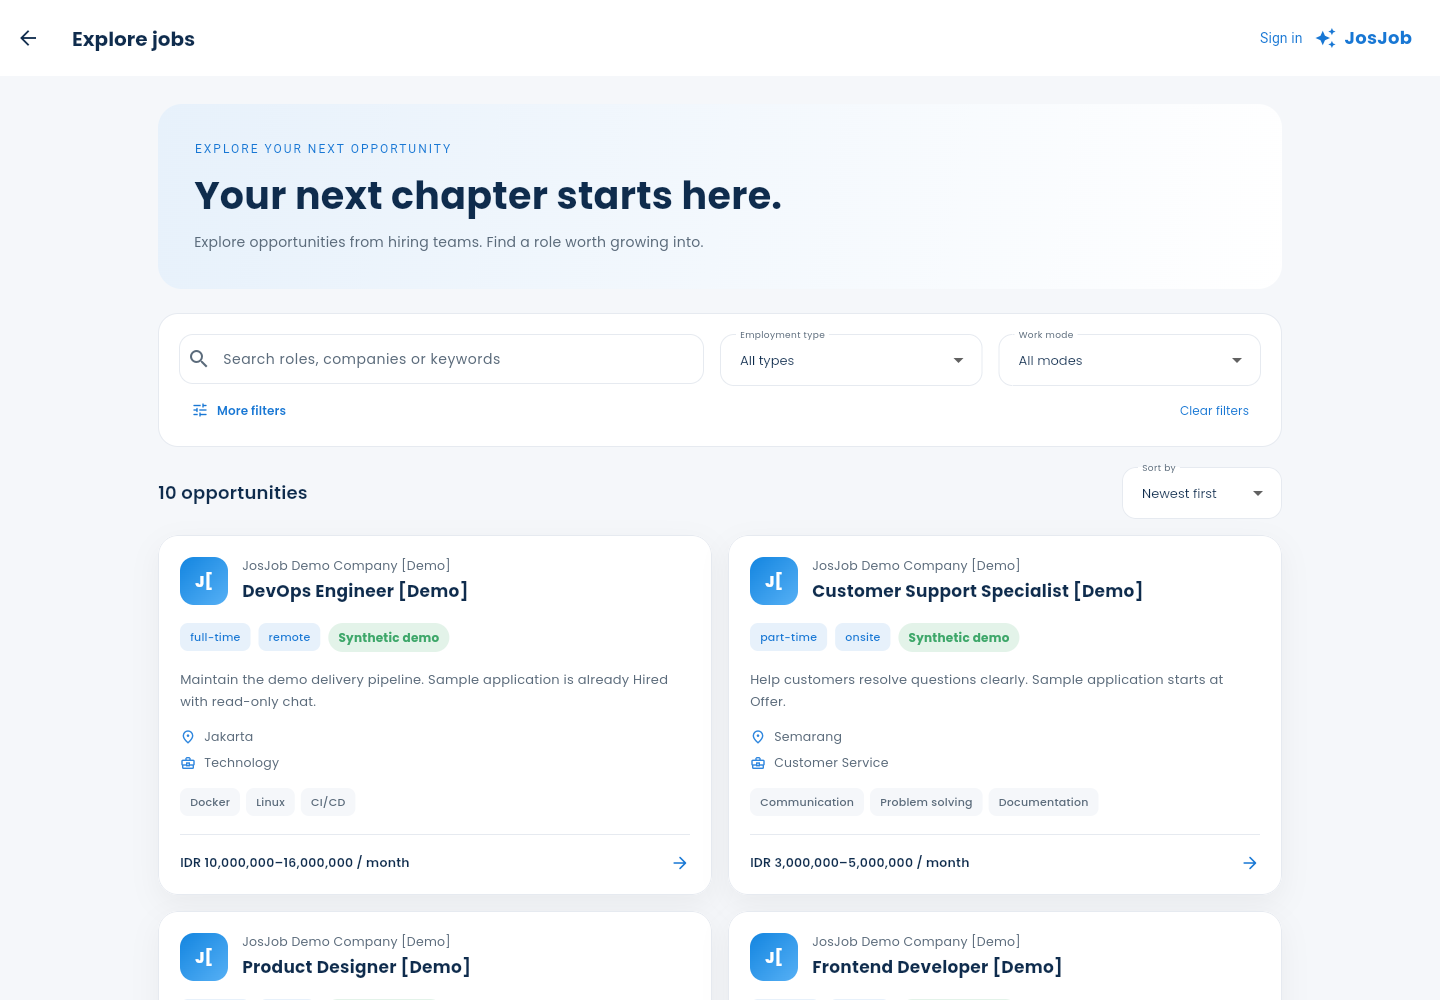 Explore jobs
Sign in
JosJob
EXPLORE YOUR NEXT OPPORTUNITY
Your next chapter starts here.
Explore opportunities from hiring teams. Find a role worth growing into.
Search roles, companies or keywords
Employment type
All types
Work mode
All modes
More filters
Clear filters
10 opportunities
Sort by
Newest first
J[
JosJob Demo Company [Demo]
DevOps Engineer [Demo]
full-time
remote
Synthetic demo
Maintain the demo delivery pipeline. Sample application is already Hired
with read-only chat.
Jakarta
Technology
Docker
Linux
CI/CD
IDR 10,000,000–16,000,000 / month
J[
JosJob Demo Company [Demo]
Customer Support Specialist [Demo]
part-time
onsite
Synthetic demo
Help customers resolve questions clearly. Sample application starts at
Offer.
Semarang
Customer Service
Communication
Problem solving
Documentation
IDR 3,000,000–5,000,000 / month
J[
JosJob Demo Company [Demo]
Product Designer [Demo]
J[
JosJob Demo Company [Demo]
Frontend Developer [Demo]